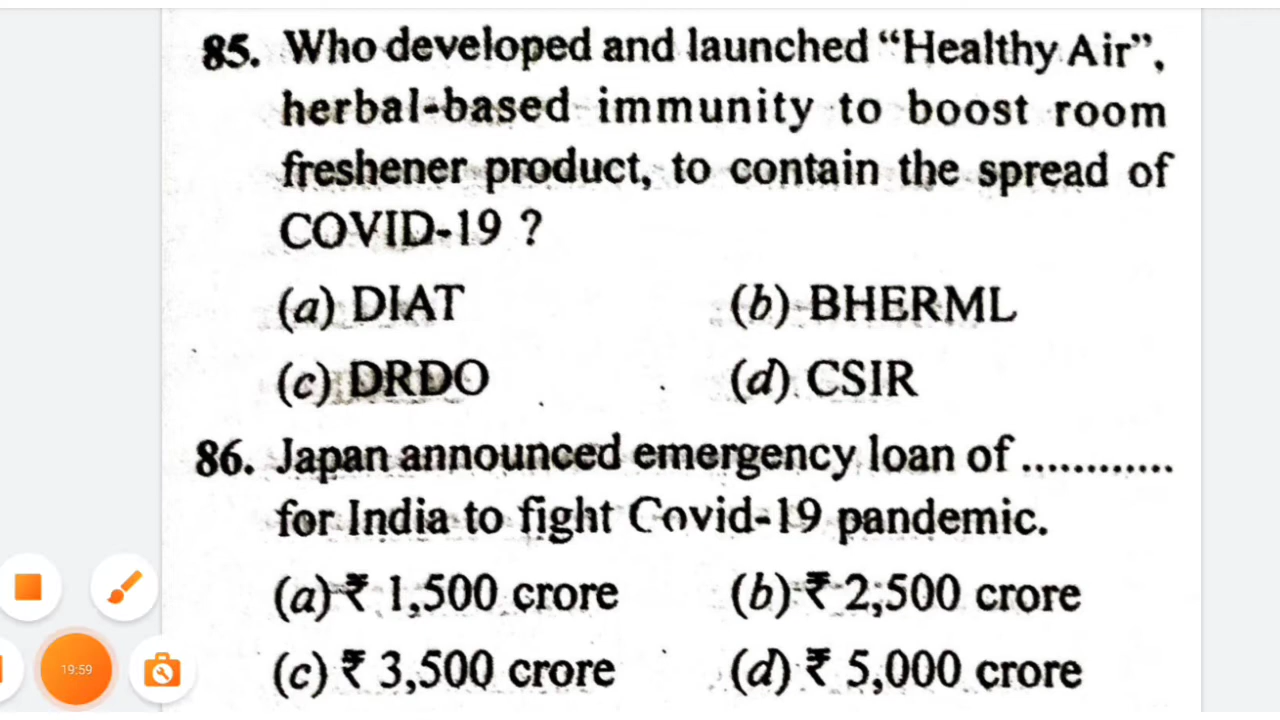 85. Who developed and launched “Healthy Air”,
herbal-based immunity to boost room
freshener product, to contain the spread of
COVID-19 ?
(a) DIAT (b) BHERML
(c) DRDO (d) CSIR
86. Japan announced emergency loan of ............
for India to fight Covid-19 pandemic.
(a) ₹ 1,500 crore (b) ₹ 2,500 crore
(c) ₹ 3,500 crore (d) ₹ 5,000 crore
19:59